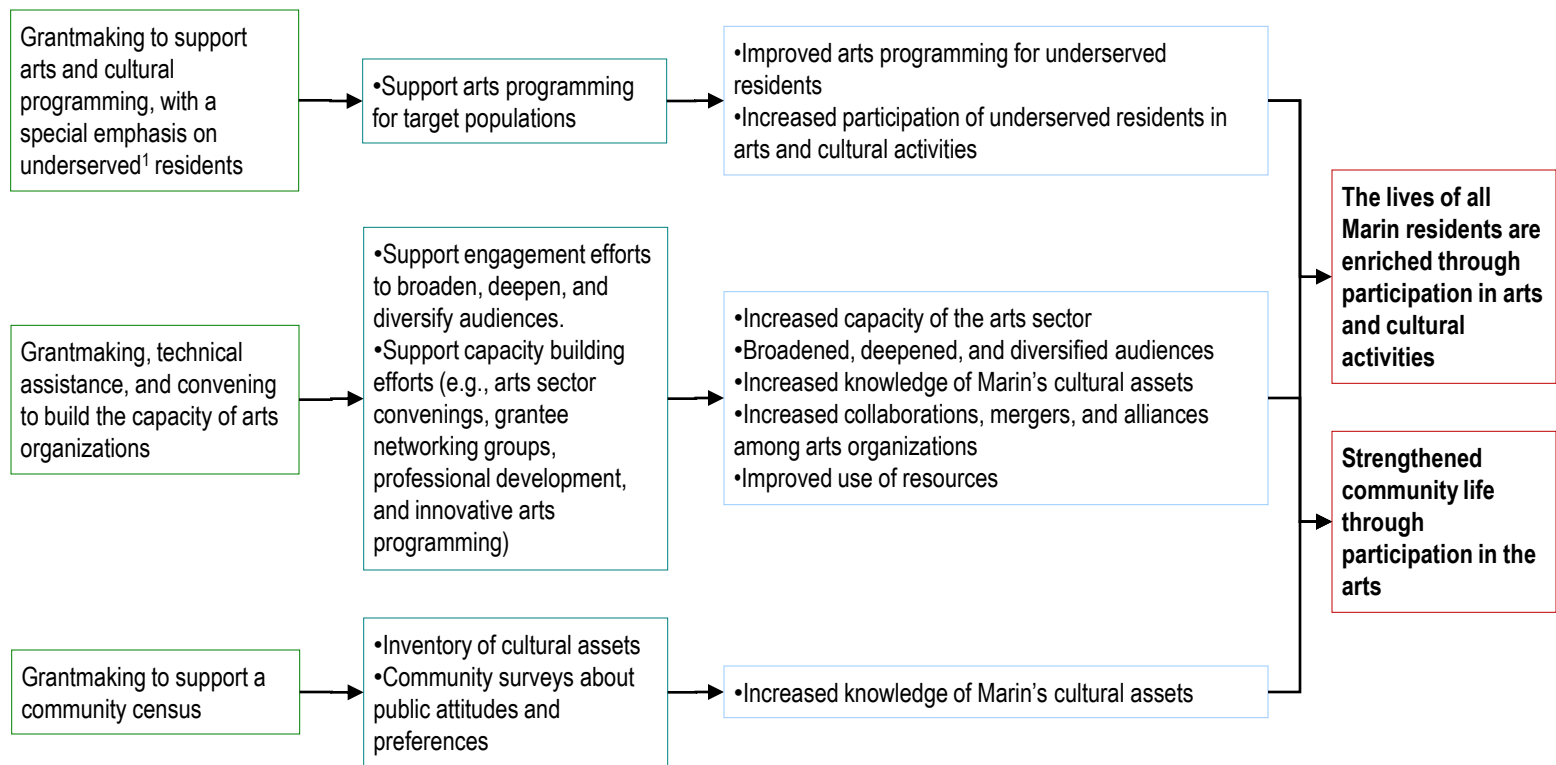 Grantmaking to support
arts and cultural
programming, with a
special emphasis on
underserved¹ residents
•Support arts programming
for target populations
•Improved arts programming for underserved
residents
•Increased participation of underserved residents in
arts and cultural activities
The lives of all
Marin residents are
enriched through
participation in arts
and cultural
activities
Grantmaking, technical
assistance, and convening
to build the capacity of arts
organizations
•Support engagement efforts
to broaden, deepen, and
diversify audiences.
•Support capacity building
efforts (e.g., arts sector
convenings, grantee
networking groups,
professional development,
and innovative arts
programming)
•Increased capacity of the arts sector
•Broadened, deepened, and diversified audiences
•Increased knowledge of Marin’s cultural assets
•Increased collaborations, mergers, and alliances
among arts organizations
•Improved use of resources
Strengthened
community life
through
participation in the
arts
Grantmaking to support a
community census
•Inventory of cultural assets
•Community surveys about
public attitudes and
preferences
•Increased knowledge of Marin’s cultural assets